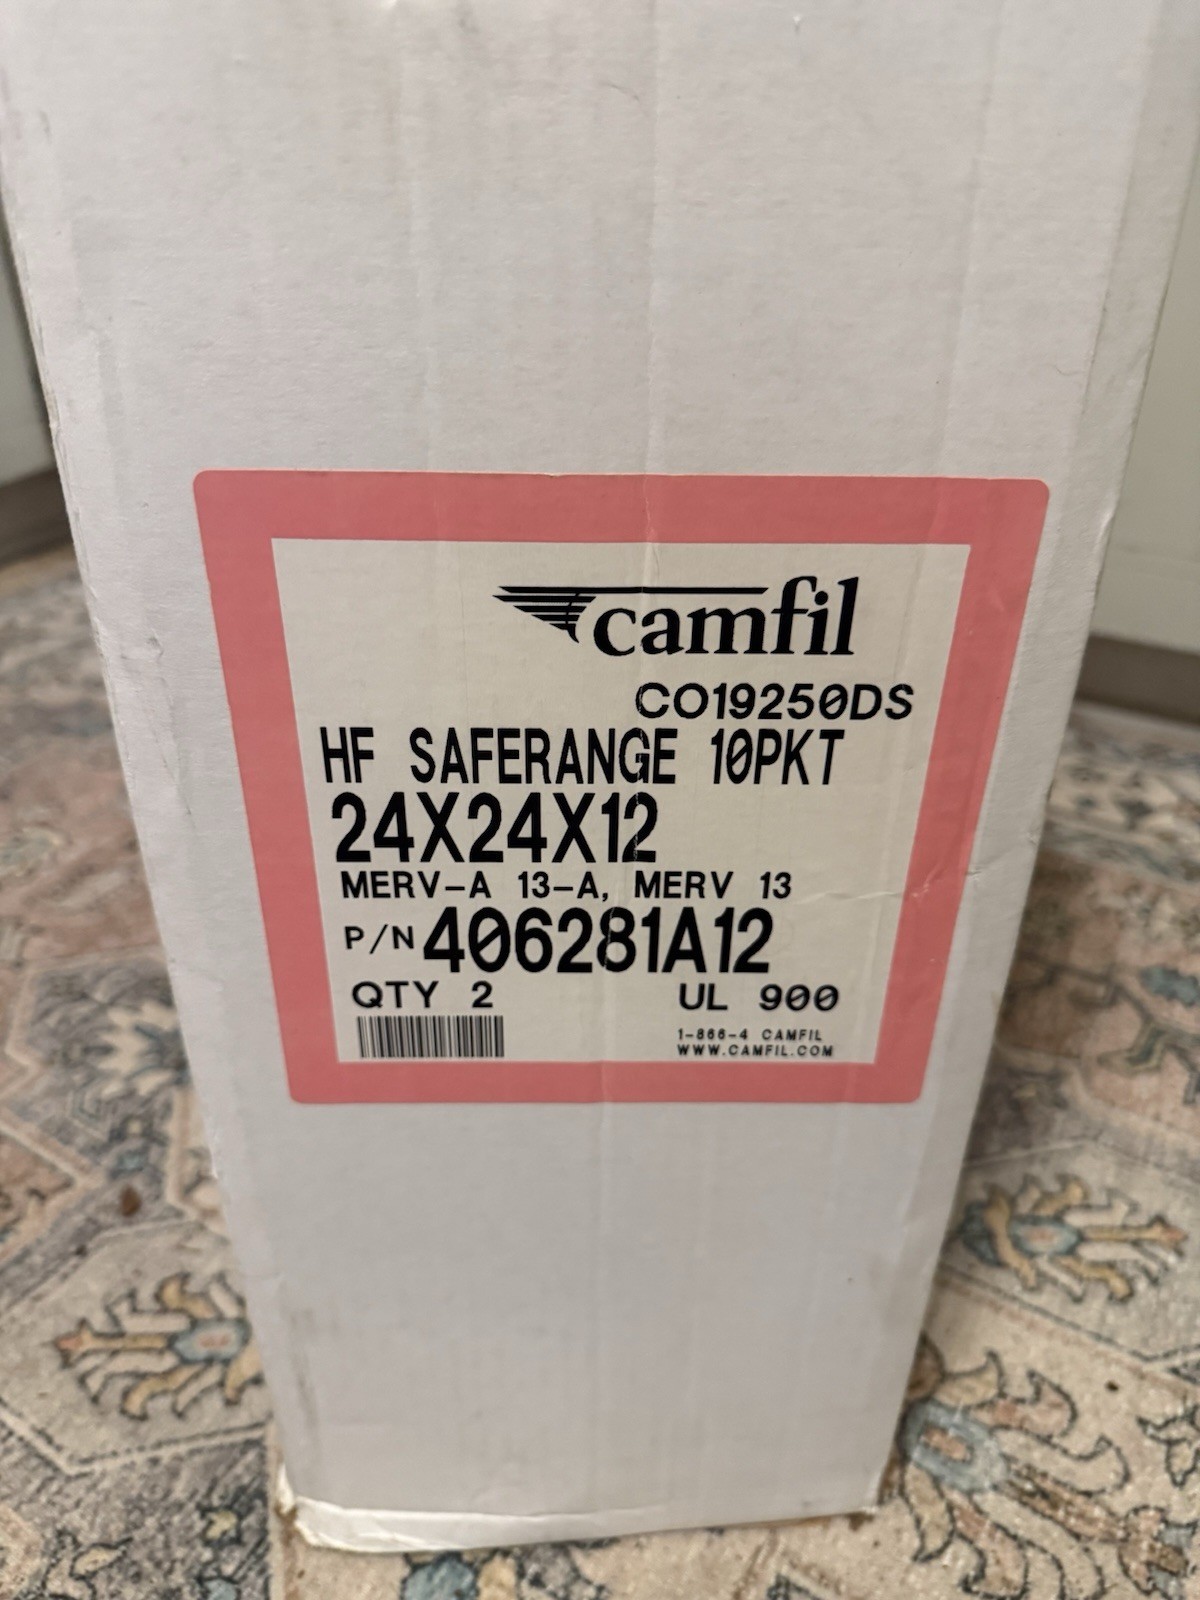 camfil
CO19250DS
HF SAFERANGE 10PKT
24X24X12
MERV-A 13-A, MERV 13
P/N 406281A12
QTY 2 UL 900
1-866-4 CAMFIL
WWW.CAMFIL.COM